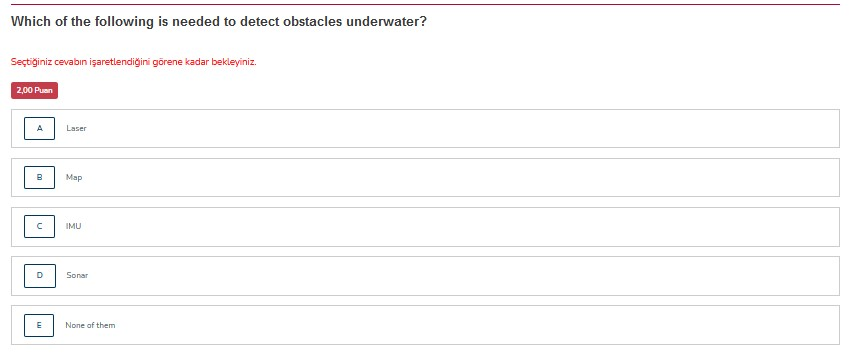 Which of the following is needed to detect obstacles underwater?
Seçtiğiniz cevabın işaretlendiğini görene kadar bekleyiniz.
2,00 Puan
A Laser
B Map
C IMU
D Sonar
E None of them